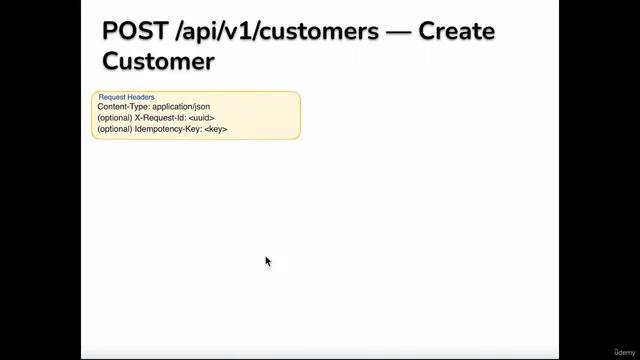 POST /api/v1/customers — Create
Customer
Request Headers
Content-Type: application/json
(optional) X-Request-Id: <uuid>
(optional) Idempotency-Key: <key>
ûdemy